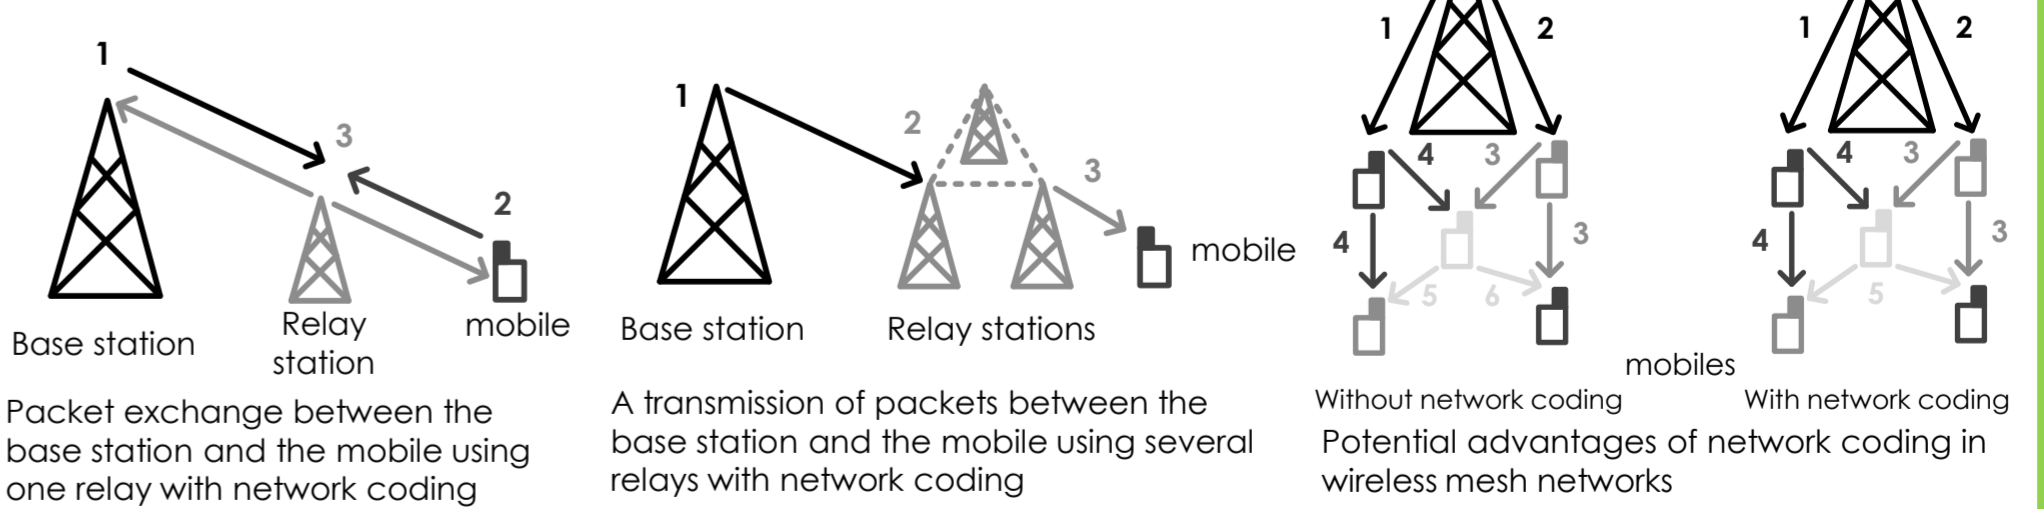 1
3
2
Base station
Relay
station
mobile
Packet exchange between the
base station and the mobile using
one relay with network coding
1
2
3
mobile
Base station
Relay stations
A transmission of packets between the
base station and the mobile using several
relays with network coding
1
2
4
3
4
3
5
6
Without network coding
mobiles
1
2
4
3
4
3
5
With network coding
Potential advantages of network coding in
wireless mesh networks